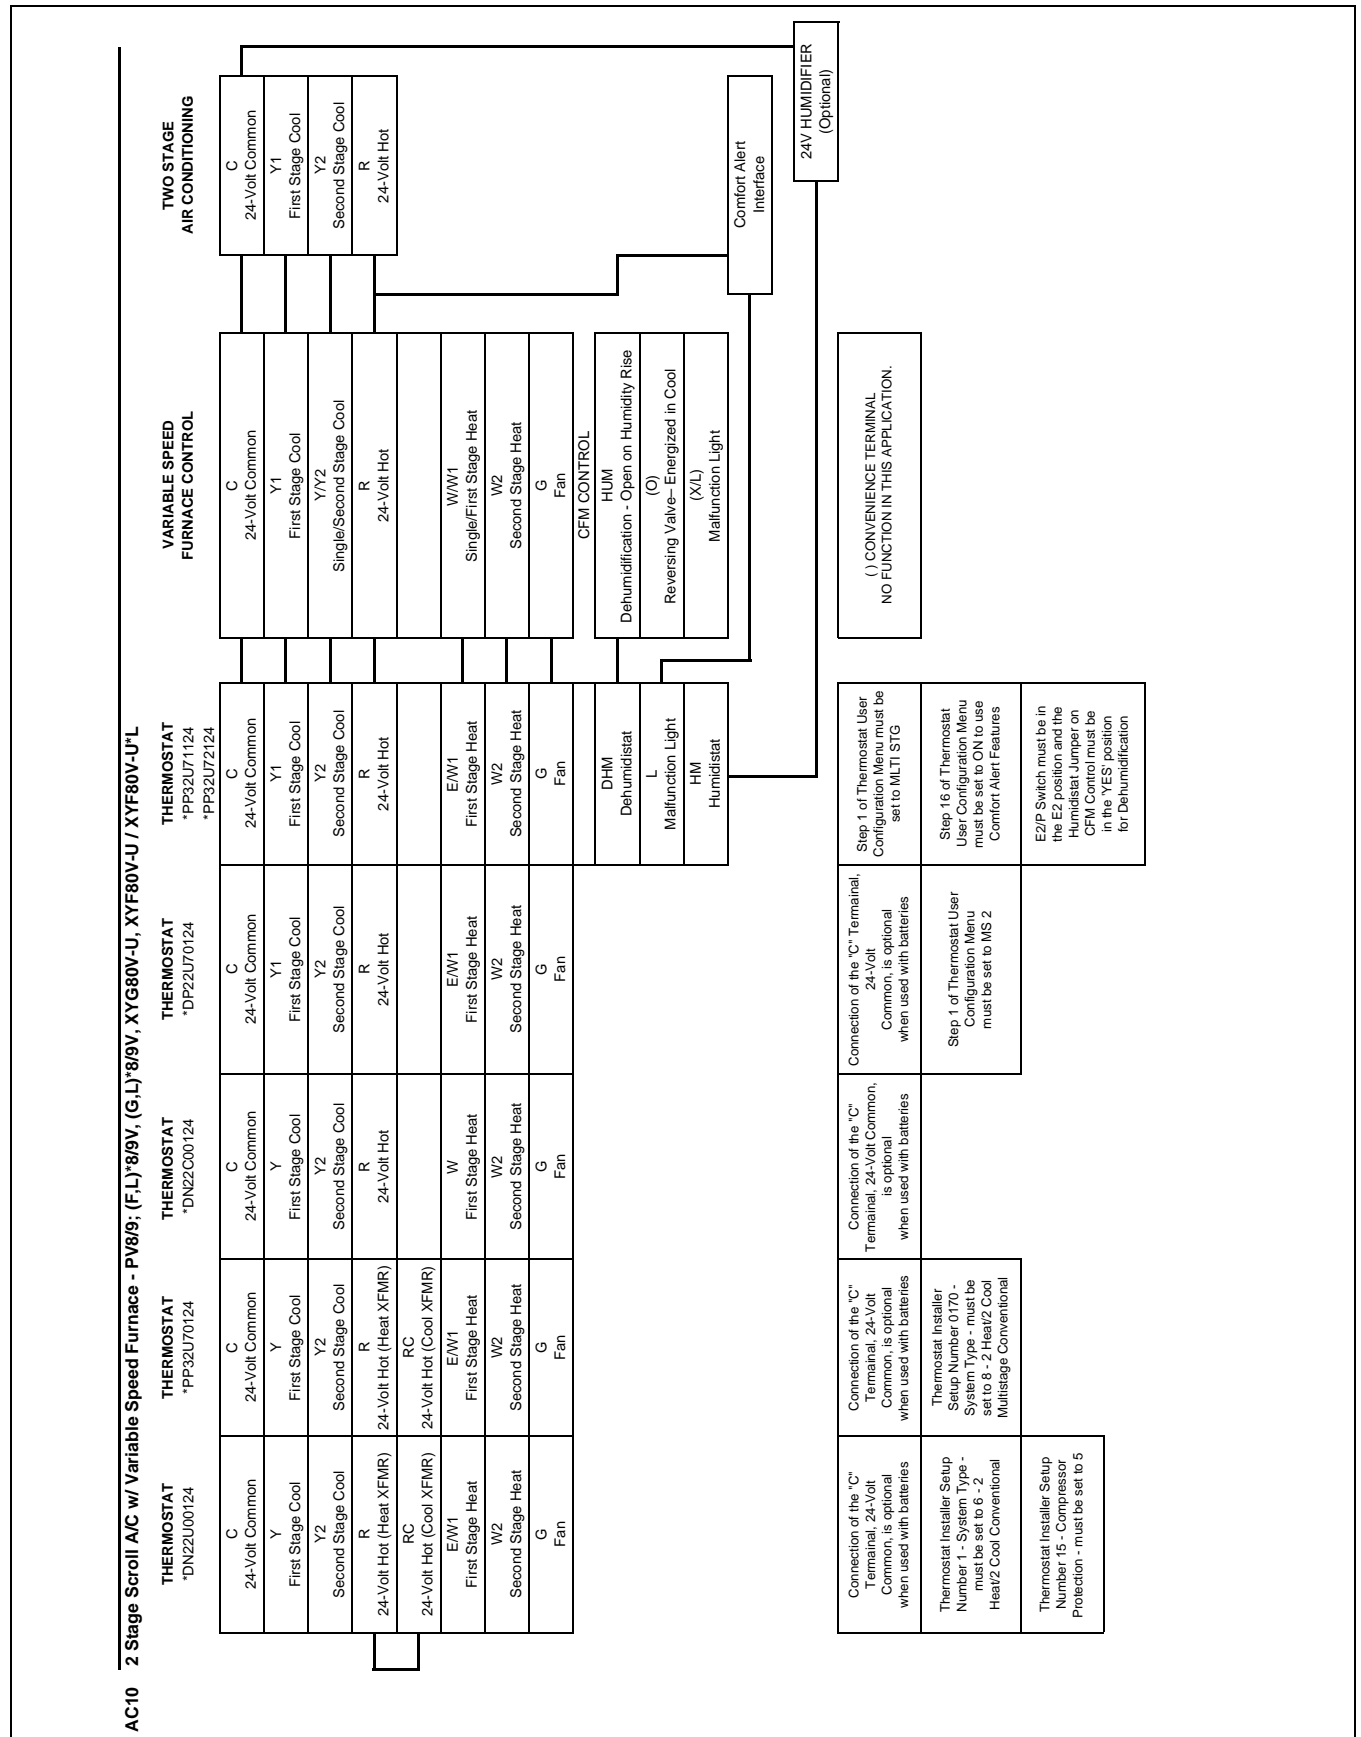 AC10 2 Stage Scroll A/C w/ Variable Speed Furnace - PV8/9; (F,L)*8/9V, (G,L)*8/9V, XYG80V-U, XYF80V-U / XYF80V-U*L
THERMOSTAT
*DN22U00124
C
24-Volt Common
Y
First Stage Cool
Y2
Second Stage Cool
R
24-Volt Hot (Heat XFMR)
RC
24-Volt Hot (Cool XFMR)
E/W1
First Stage Heat
W2
Second Stage Heat
G
Fan
Connection of the "C"
Termainal, 24-Volt
Common, is optional
when used with batteries
Thermostat Installer Setup
Number 1 - System Type -
must be set to 6 - 2
Heat/2 Cool Conventional
Thermostat Installer Setup
Number 15 - Compressor
Protection - must be set to 5
THERMOSTAT
*PP32U70124
C
24-Volt Common
Y
First Stage Cool
Y2
Second Stage Cool
R
24-Volt Hot (Heat XFMR)
RC
24-Volt Hot (Cool XFMR)
E/W1
First Stage Heat
W2
Second Stage Heat
G
Fan
Connection of the "C"
Termainal, 24-Volt
Common, is optional
when used with batteries
Thermostat Installer
Setup Number 0170 -
System Type - must be
set to 8 - 2 Heat/2 Cool
Multistage Conventional
THERMOSTAT
*DN22C00124
C
24-Volt Common
Y
First Stage Cool
Y2
Second Stage Cool
R
24-Volt Hot
W
First Stage Heat
W2
Second Stage Heat
G
Fan
Connection of the "C"
Termainal, 24-Volt Common,
is optional
when used with batteries
THERMOSTAT
*DP22U70124
C
24-Volt Common
Y1
First Stage Cool
Y2
Second Stage Cool
R
24-Volt Hot
E/W1
First Stage Heat
W2
Second Stage Heat
G
Fan
Connection of the "C" Termainal,
24-Volt
Common, is optional
when used with batteries
Step 1 of Thermostat User
Configuration Menu
must be set to MS 2
THERMOSTAT
*PP32U71124
*PP32U72124
C
24-Volt Common
Y1
First Stage Cool
Y2
Second Stage Cool
R
24-Volt Hot
E/W1
First Stage Heat
W2
Second Stage Heat
G
Fan
DHM
Dehumidistat
L
Malfunction Light
HM
Humidistat
Step 1 of Thermostat User
Configuration Menu must be
set to MLTI STG
Step 16 of Thermostat
User Configuration Menu
must be set to ON to use
Comfort Alert Features
E2/P Switch must be in
the E2 position and the
Humidistat Jumper on
CFM Control must be
in the 'YES' position
for Dehumidification
VARIABLE SPEED
FURNACE CONTROL
C
24-Volt Common
Y1
First Stage Cool
Y/Y2
Single/Second Stage Cool
R
24-Volt Hot
W/W1
Single/First Stage Heat
W2
Second Stage Heat
G
Fan
CFM CONTROL
HUM
Dehumidification - Open on Humidity Rise
(O)
Reversing Valve– Energized in Cool
(X/L)
Malfunction Light
( ) CONVENIENCE TERMINAL
NO FUNCTION IN THIS APPLICATION.
TWO STAGE
AIR CONDITIONING
C
24-Volt Common
Y1
First Stage Cool
Y2
Second Stage Cool
R
24-Volt Hot
Comfort Alert
Interface
24V HUMIDIFIER
(Optional)